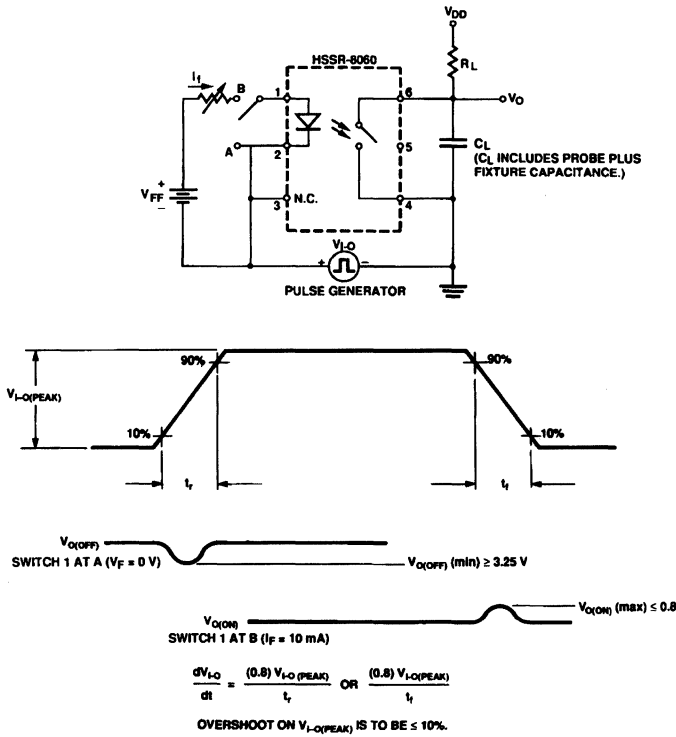 V_DD
HSSR-8060
R_L
I_f
B
1
6
V_O
A
2
5
C_L
(C_L INCLUDES PROBE PLUS
FIXTURE CAPACITANCE.)
V_FF
+
–
3
N.C.
4
V_I-O
+
–
PULSE GENERATOR
90%
90%
V_I–O(PEAK)
10%
10%
t_r
t_f
V_O(OFF)
SWITCH 1 AT A (V_F = 0 V)
V_O(OFF) (min) ≥ 3.25 V
V_O(ON) (max) ≤ 0.8
V_O(ON)
SWITCH 1 AT B (I_F = 10 mA)
dV_I-O / dt = (0.8) V_I-O (PEAK) / t_r OR (0.8) V_I-O(PEAK) / t_f
OVERSHOOT ON V_I–O(PEAK) IS TO BE ≤ 10%.